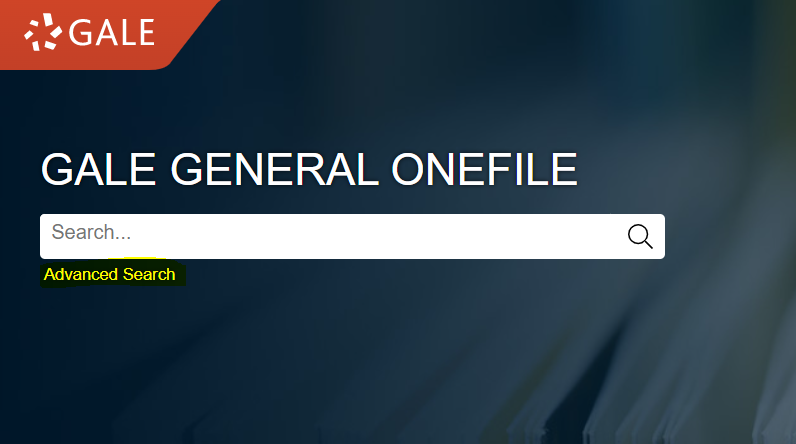 GALE
GALE GENERAL ONEFILE
Search...
Advanced Search